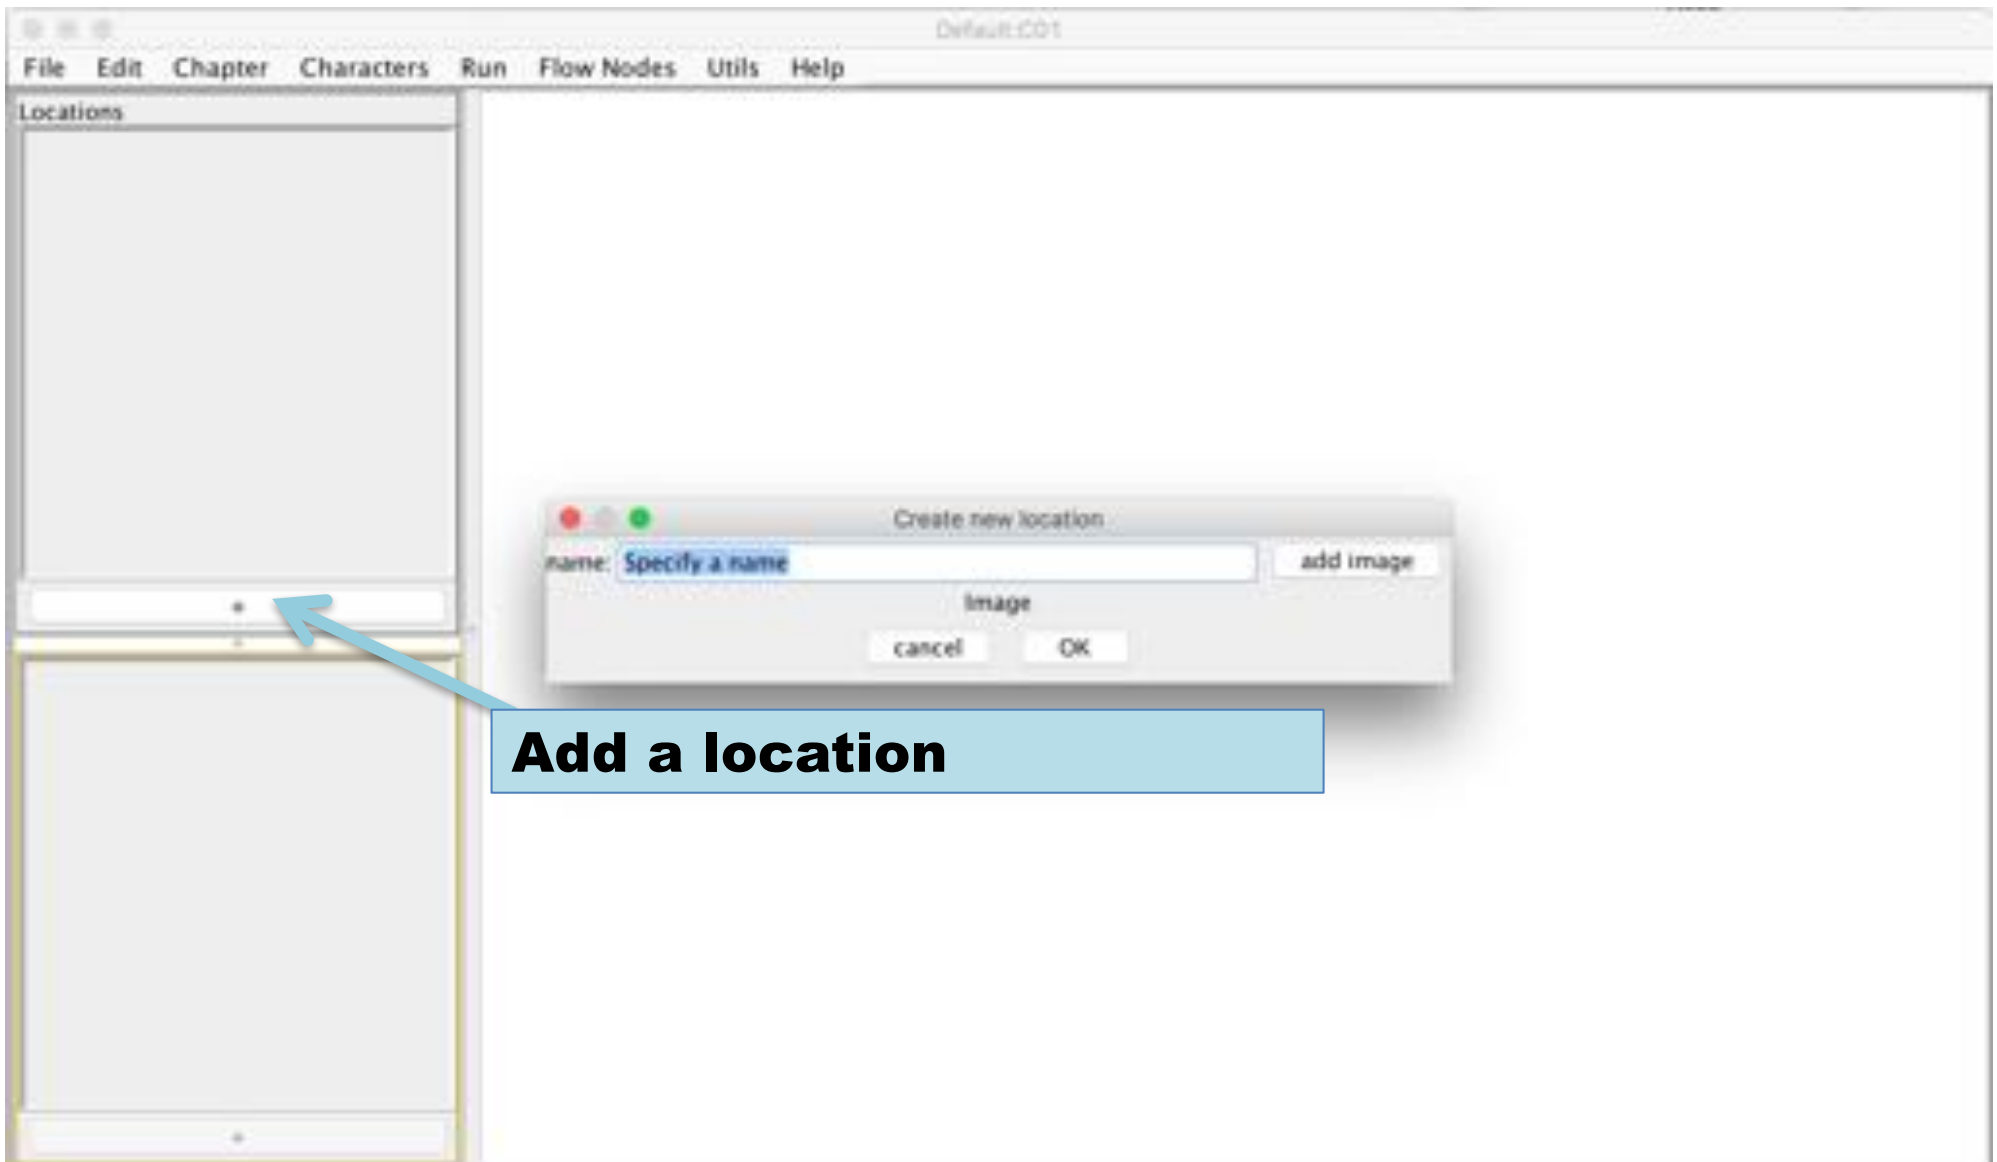 Default:C01
File Edit Chapter Characters Run Flow Nodes Utils Help
Locations
Create new location
name: Specify a name add image
Image
+
cancel OK
Add a location
+